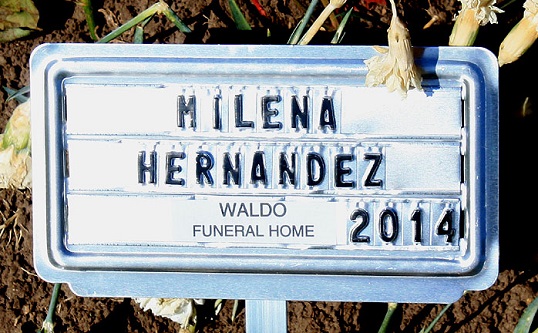 MILENA
HERNANDEZ
WALDO
FUNERAL HOME
2014